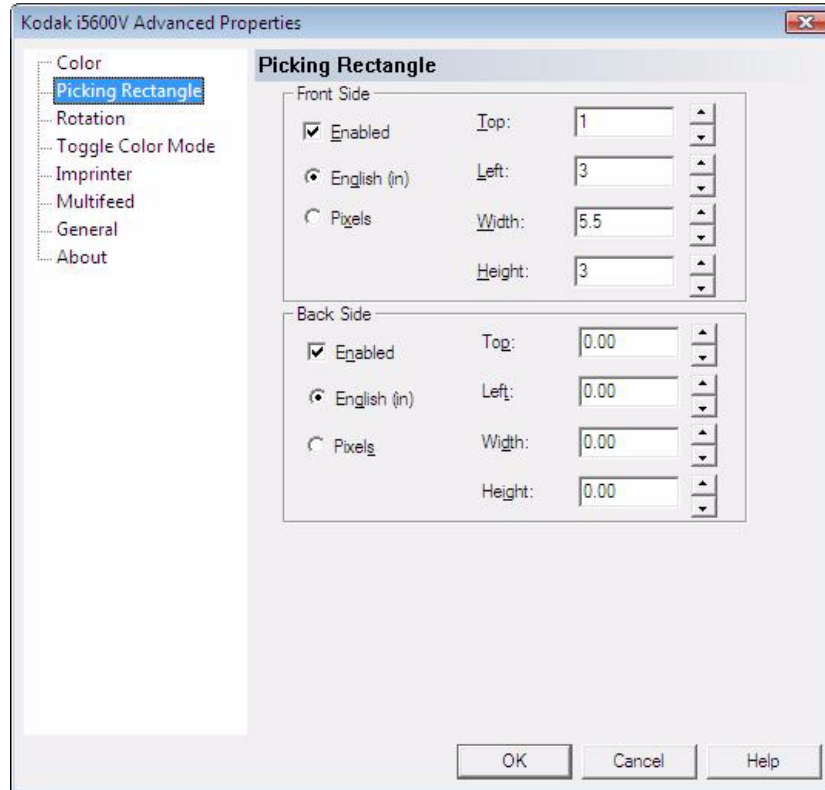 Kodak i5600V Advanced Properties
Color
Picking Rectangle
Rotation
Toggle Color Mode
Imprinter
Multifeed
General
About
Picking Rectangle
Front Side
Enabled
English (in)
Pixels
Top: 1
Left: 3
Width: 5.5
Height: 3
Back Side
Enabled
English (in)
Pixels
Top: 0.00
Left: 0.00
Width: 0.00
Height: 0.00
OK Cancel Help